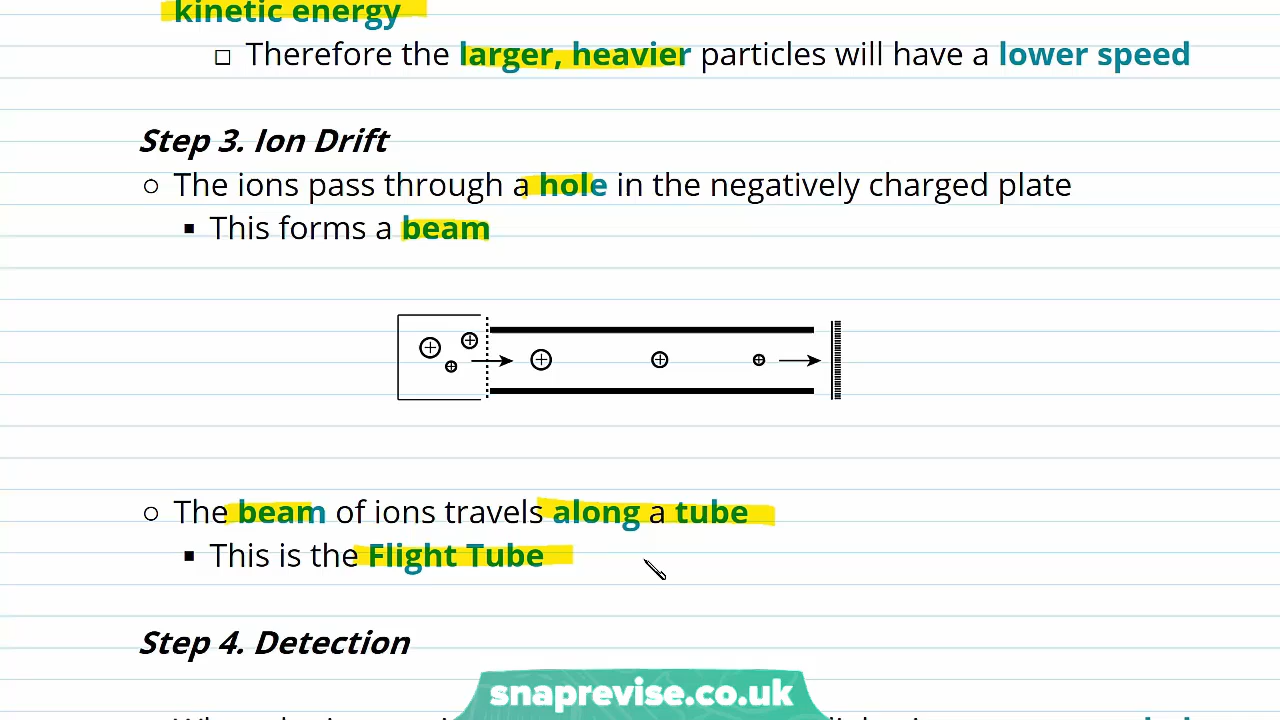 kinetic energy
Therefore the larger, heavier particles will have a lower speed
Step 3. Ion Drift
The ions pass through a hole in the negatively charged plate
This forms a beam
The beam of ions travels along a tube
This is the Flight Tube
Step 4. Detection
snaprevise.co.uk